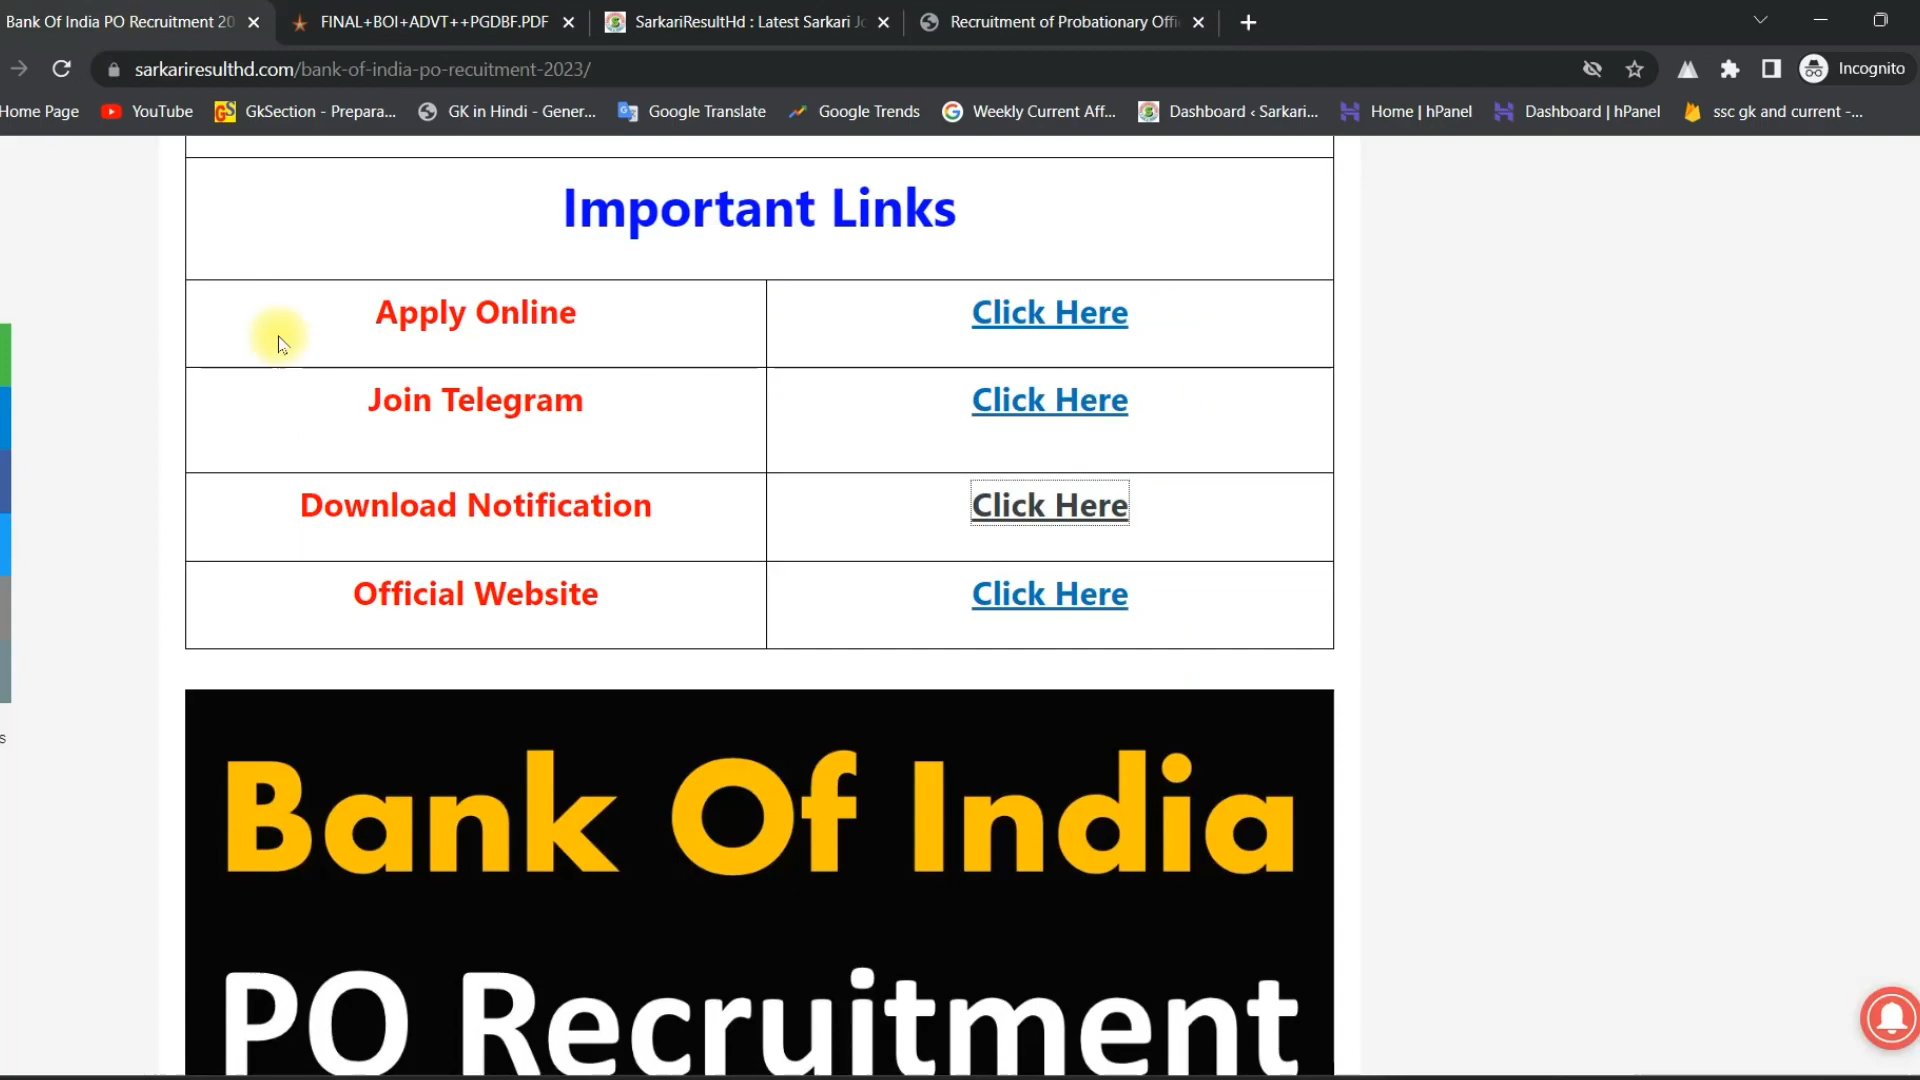 Bank Of India PO Recruitment 20
FINAL+BOI+ADVT++PGDBF.PDF
SarkariResultHd : Latest Sarkari Jo
Recruitment of Probationary Offi
sarkariresulthd.com/bank-of-india-po-recuitment-2023/
Incognito
Home Page
YouTube
GkSection - Prepara...
GK in Hindi - Gener...
Google Translate
Google Trends
Weekly Current Aff...
Dashboard ‹ Sarkari...
Home | hPanel
Dashboard | hPanel
ssc gk and current -...
Important Links
Apply Online Click Here
Join Telegram Click Here
Download Notification Click Here
Official Website Click Here
s
Bank Of India
PO Recruitment